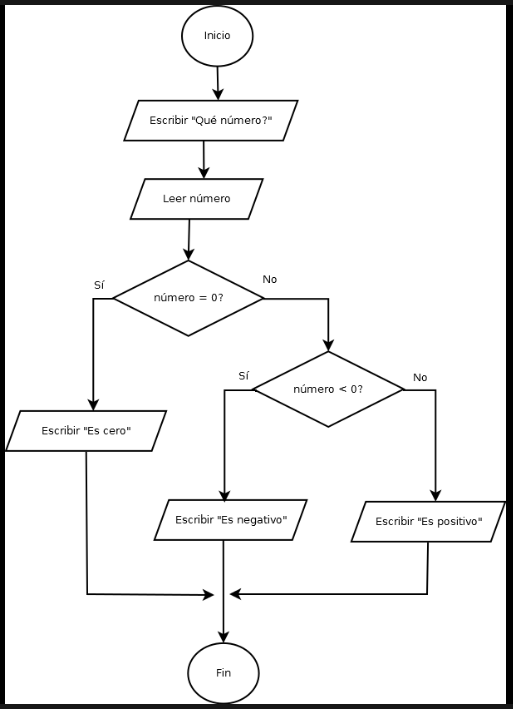 Inicio
Escribir "Qué número?"
Leer número
Sí
No
número = 0?
Sí
No
número < 0?
Escribir "Es cero"
Escribir "Es negativo"
Escribir "Es positivo"
Fin